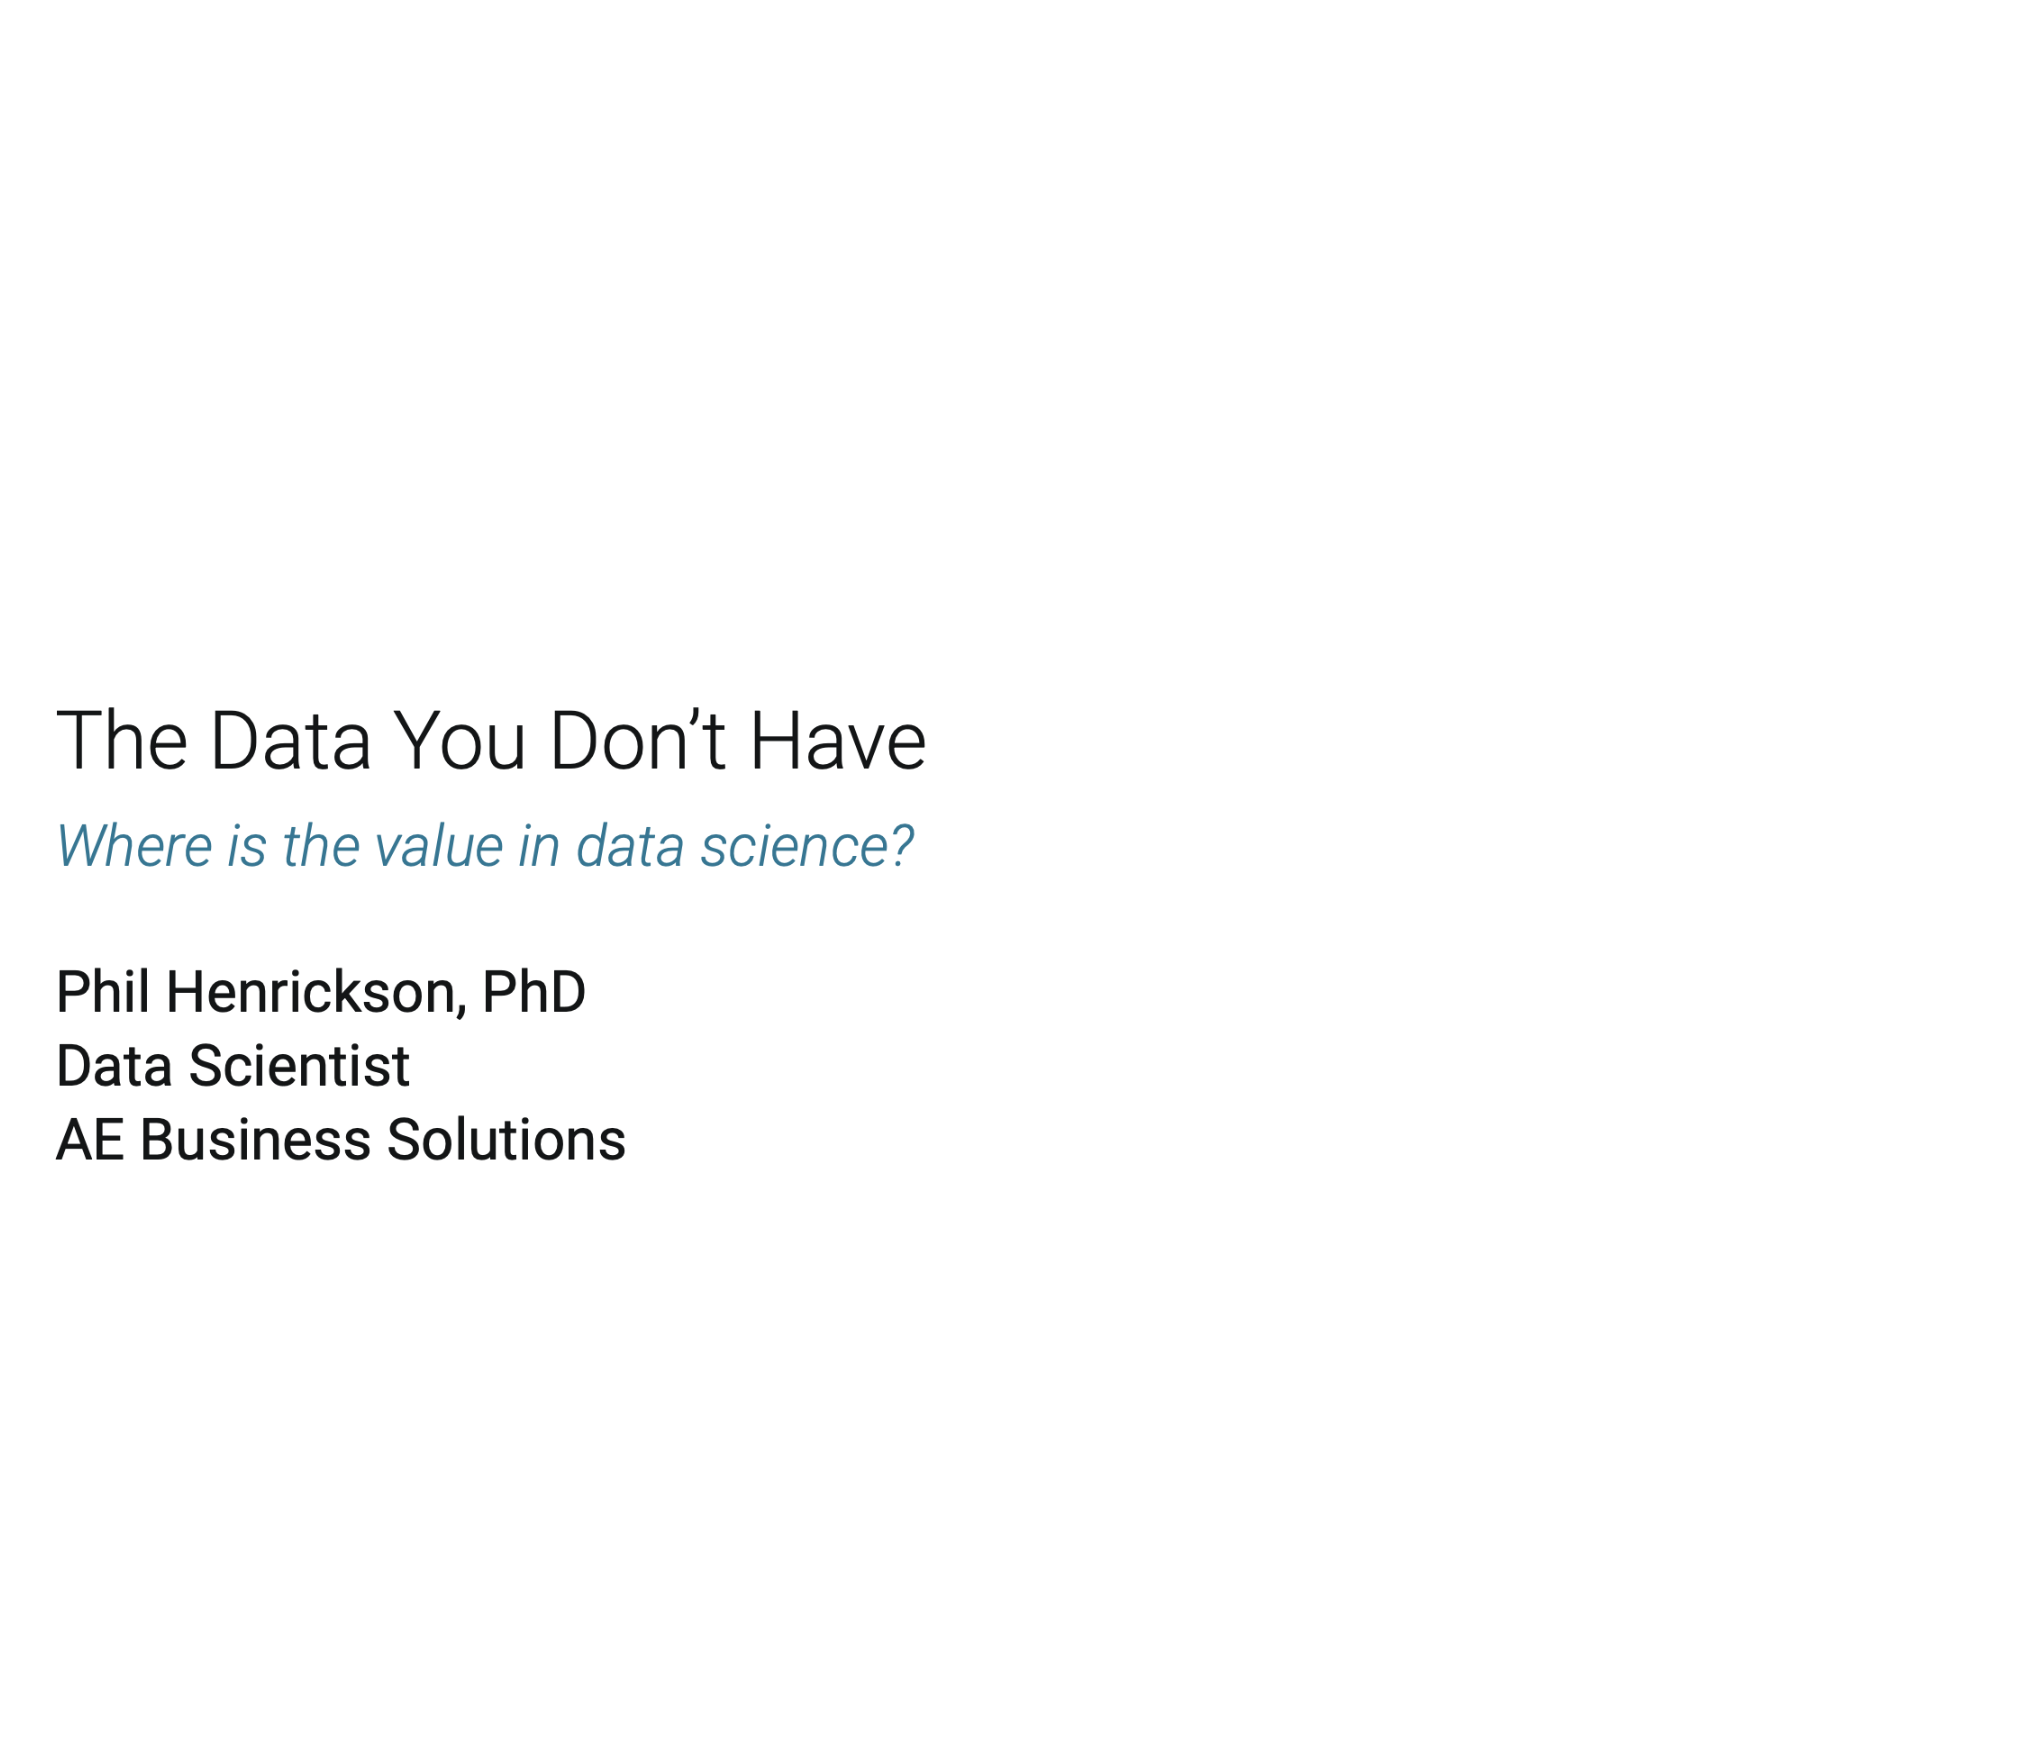 The Data You Don’t Have
Where is the value in data science?
Phil Henrickson, PhD
Data Scientist
AE Business Solutions